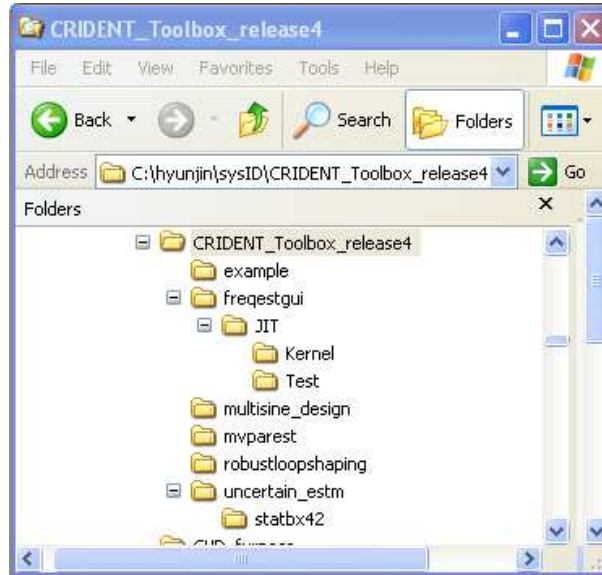 CRIDENT_Toolbox_release4
File Edit View Favorites Tools Help
Back Search Folders
Address C:\hyunjin\sysID\CRIDENT_Toolbox_release4 Go
Folders
CRIDENT_Toolbox_release4
example
freqestgui
JIT
Kernel
Test
multisine_design
mvparest
robustloopshaping
uncertain_estm
statbx42